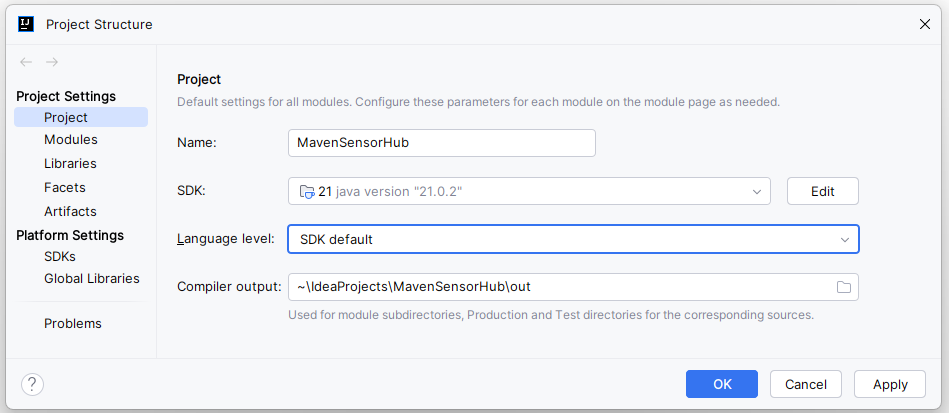 IJ Project Structure
Project Settings
Project
Modules
Libraries
Facets
Artifacts
Platform Settings
SDKs
Global Libraries
Problems
Project
Default settings for all modules. Configure these parameters for each module on the module page as needed.
Name: MavenSensorHub
SDK: 21 java version "21.0.2" Edit
Language level: SDK default
Compiler output: ~\IdeaProjects\MavenSensorHub\out
Used for module subdirectories, Production and Test directories for the corresponding sources.
? OK Cancel Apply